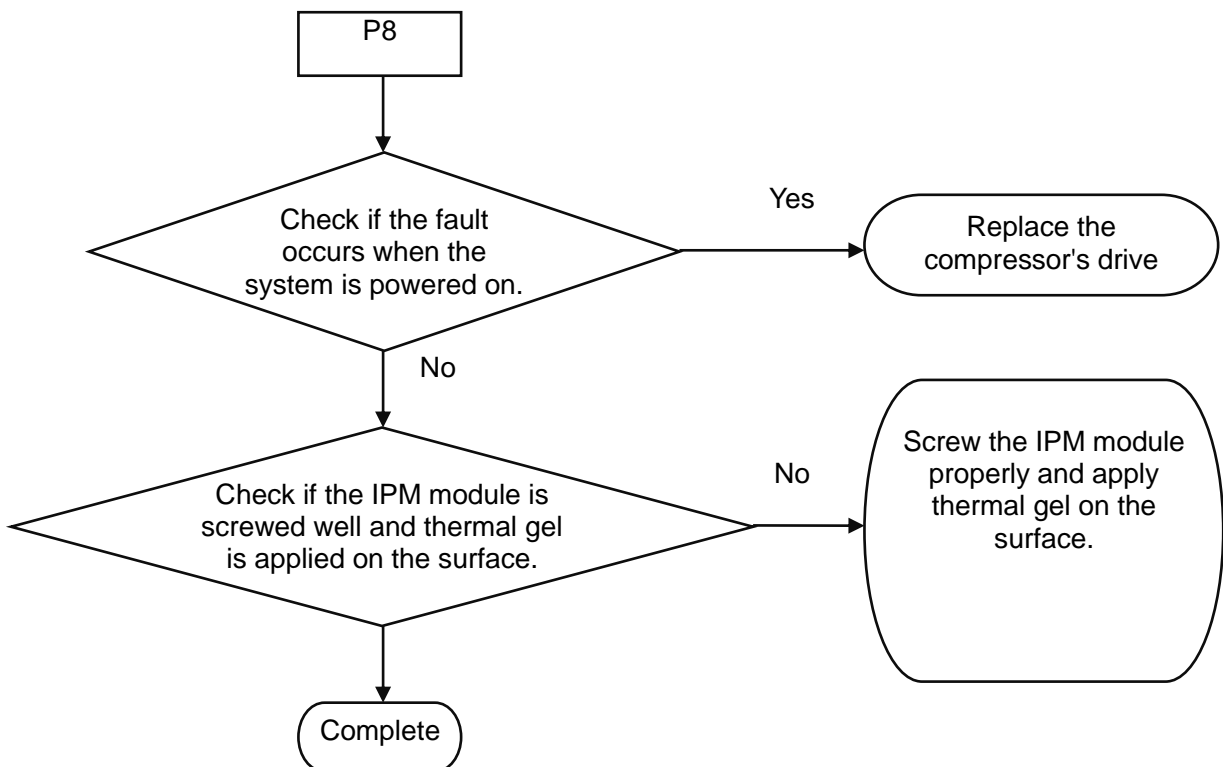 P8
Check if the fault
occurs when the
system is powered on.
Yes
Replace the
compressor's drive
No
Check if the IPM module is
screwed well and thermal gel
is applied on the surface.
No
Screw the IPM module
properly and apply
thermal gel on the
surface.
Complete